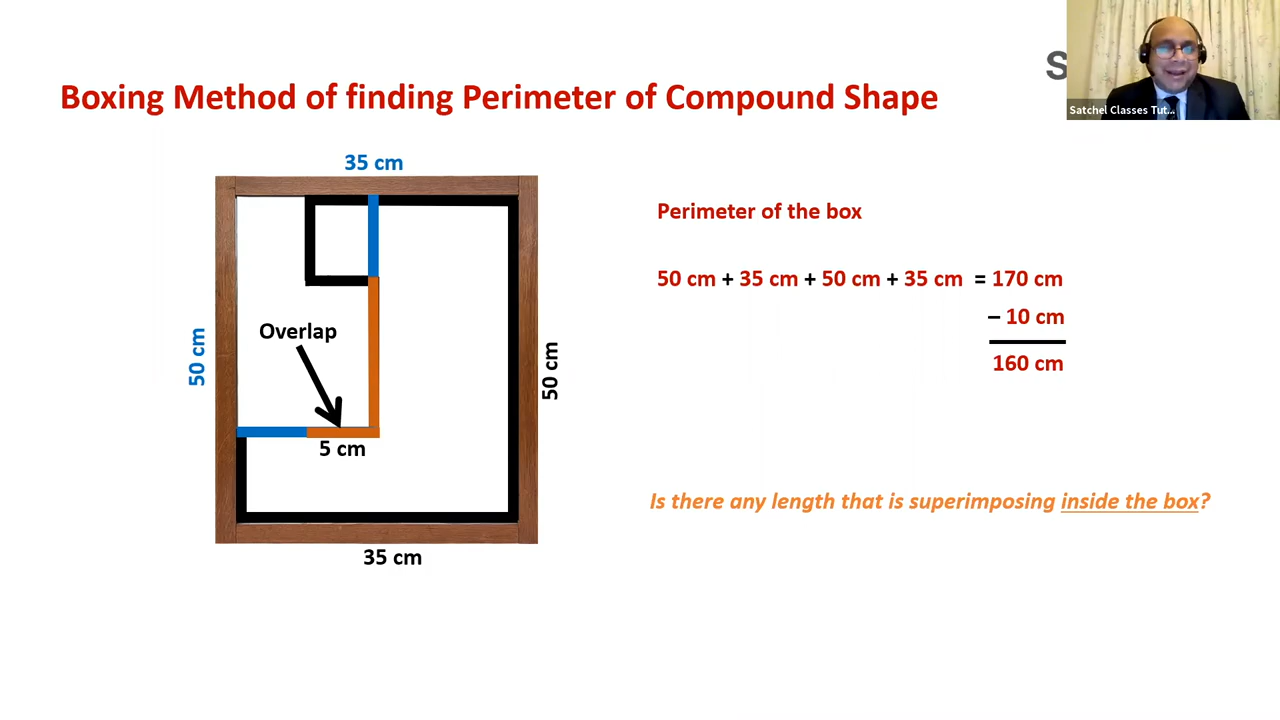 S
Satchel Classes Tut...
Boxing Method of finding Perimeter of Compound Shape
35 cm
Perimeter of the box
50 cm + 35 cm + 50 cm + 35 cm = 170 cm
– 10 cm
160 cm
Overlap
50 cm
50 cm
5 cm
Is there any length that is superimposing inside the box?
35 cm